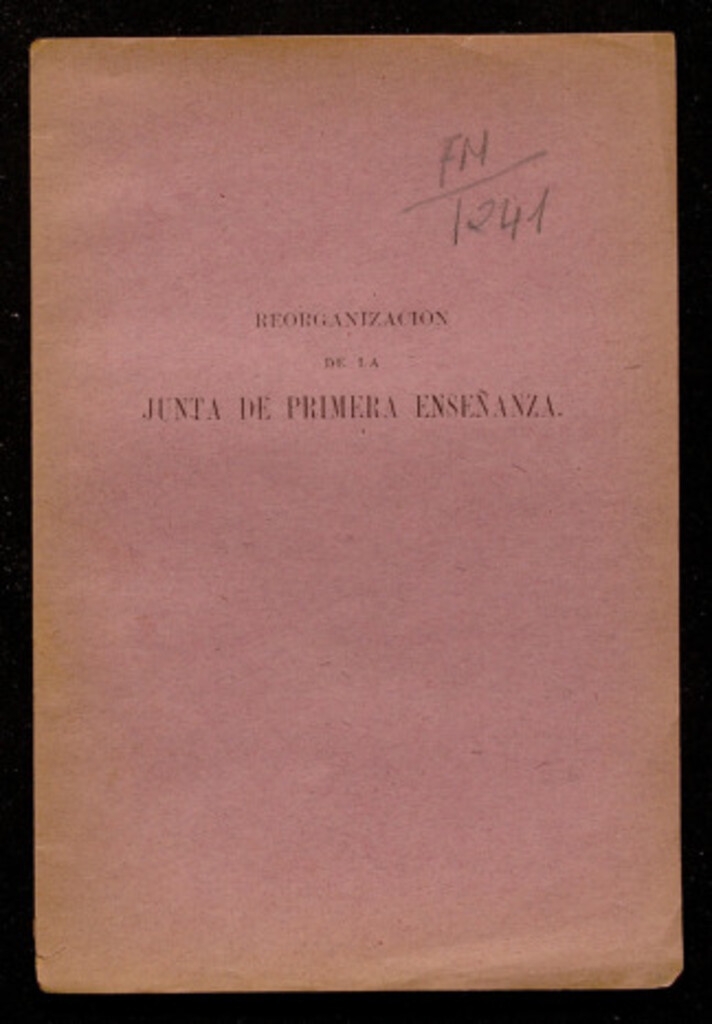 FM
1241
REORGANIZACION
DE LA
JUNTA DE PRIMERA ENSEÑANZA.